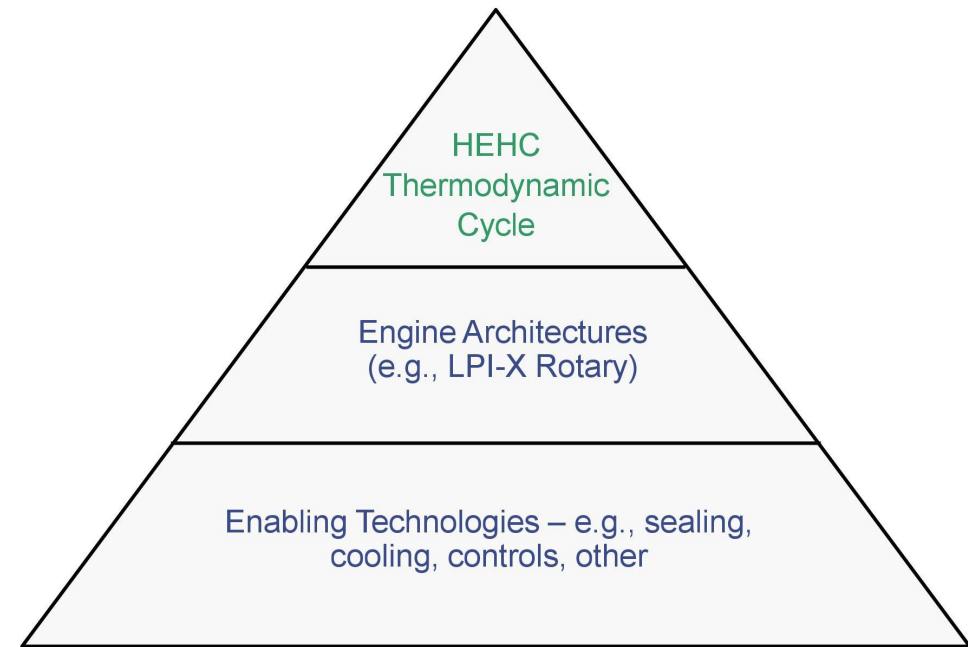 HEHC
Thermodynamic
Cycle
Engine Architectures
(e.g., LPI-X Rotary)
Enabling Technologies – e.g., sealing,
cooling, controls, other